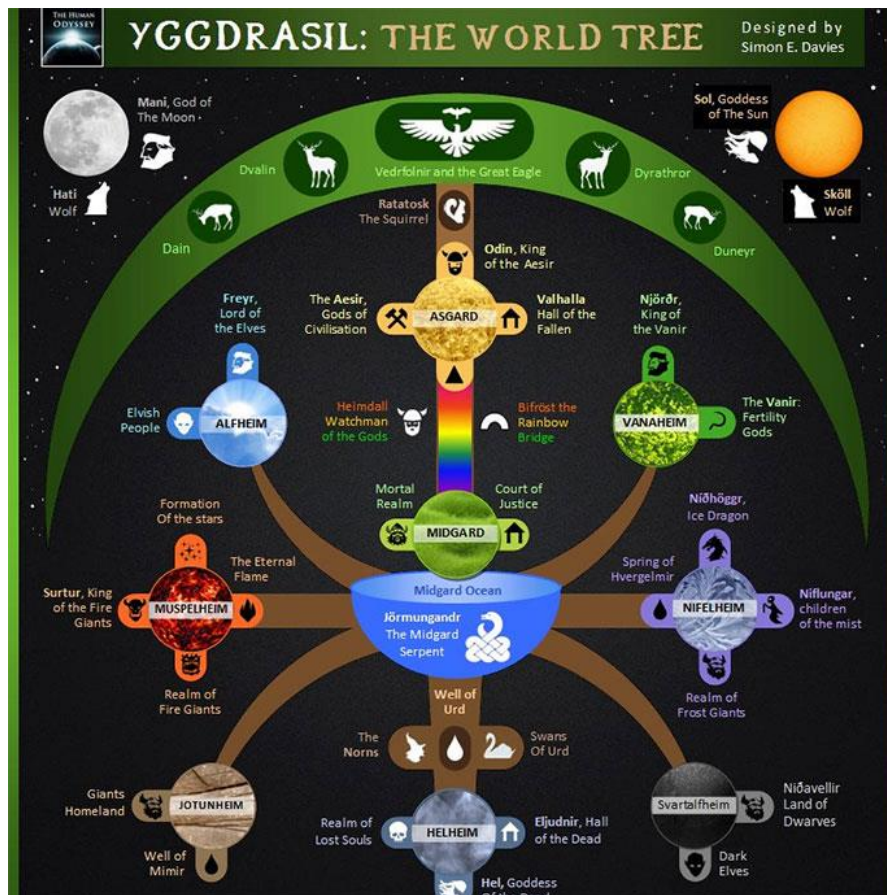 THE HUMAN
ODYSSEY
YGGDRASIL: THE WORLD TREE
Designed by
Simon E. Davies
Mani, God of
The Moon
Sol, Goddess
of The Sun
Hati
Wolf
Sköll
Wolf
Dvalin
Vedrfolnir and the Great Eagle
Dyrathror
Dain
Duneyr
Ratatosk
The Squirrel
Odin, King
of the Aesir
Freyr,
Lord of
the Elves
The Aesir,
Gods of
Civilisation
ASGARD
Valhalla
Hall of the
Fallen
Njörðr,
King of
the Vanir
Elvish
People
ALFHEIM
Heimdall
Watchman
of the Gods
Bifröst the
Rainbow
Bridge
VANAHEIM
The Vanir:
Fertility
Gods
Formation
Of the stars
Mortal
Realm
MIDGARD
Court of
Justice
Níðhöggr,
Ice Dragon
The Eternal
Flame
Surtur, King
of the Fire
Giants
MUSPELHEIM
Realm of
Fire Giants
Midgard Ocean
Jörmungandr
The Midgard
Serpent
Spring of
Hvergelmir
NIFELHEIM
Niflungar,
children
of the mist
Realm of
Frost Giants
Well of
Urd
The
Norns
Swans
Of Urd
Giants
Homeland
JOTUNHEIM
Well of
Mimir
Realm of
Lost Souls
HELHEIM
Eljudnir, Hall
of the Dead
Hel, Goddess
Of the Dead
Svartalfheim
Niðavellir
Land of
Dwarves
Dark
Elves